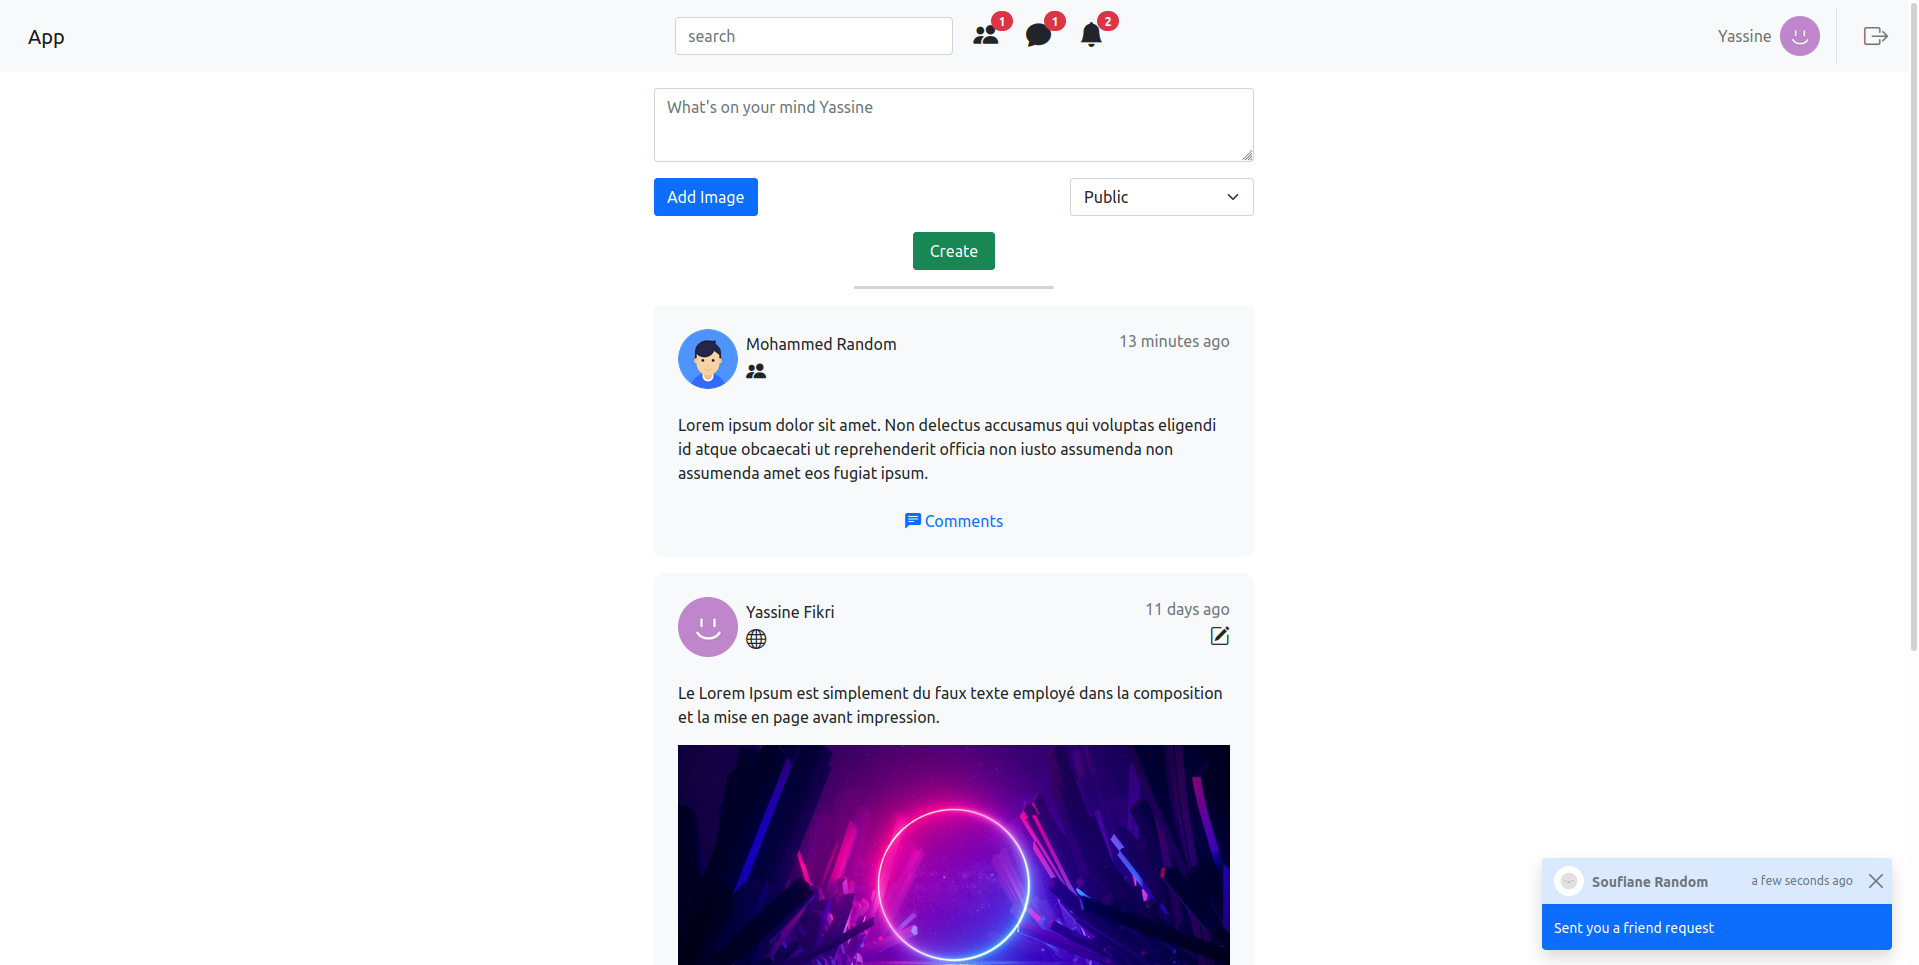 App
search
1
1
2
Yassine
What's on your mind Yassine
Add Image
Public
Create
Mohammed Random
13 minutes ago
Lorem ipsum dolor sit amet. Non delectus accusamus qui voluptas eligendi
id atque obcaecati ut reprehenderit officia non iusto assumenda non
assumenda amet eos fugiat ipsum.
Comments
Yassine Fikri
11 days ago
Le Lorem Ipsum est simplement du faux texte employé dans la composition
et la mise en page avant impression.
Soufiane Random
a few seconds ago
Sent you a friend request